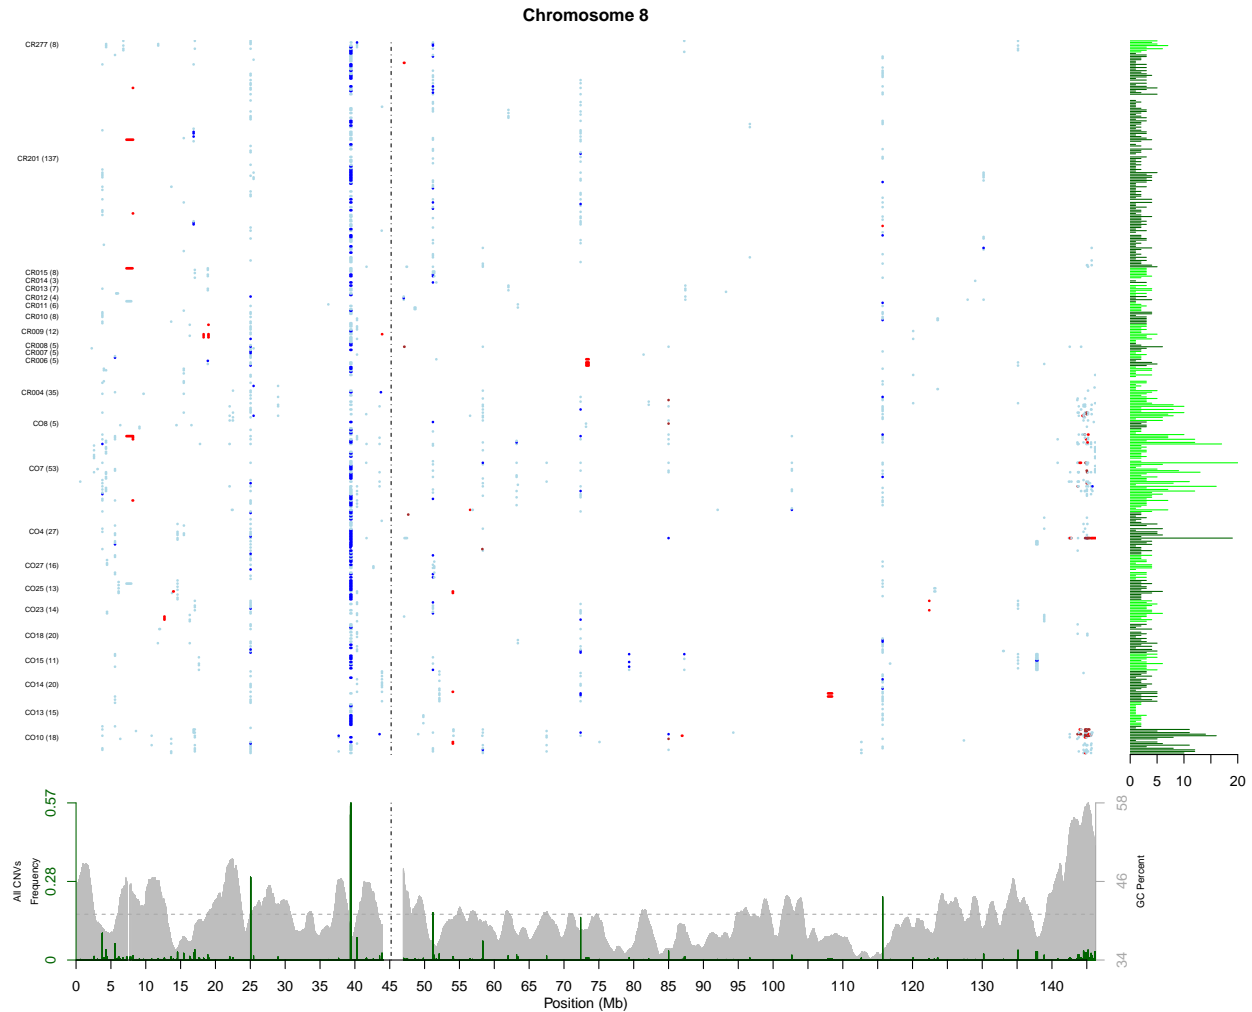 Chromosome 8
CR277 (8)
CR201 (137)
CR015 (8)
CR014 (3)
CR013 (7)
CR012 (4)
CR011 (6)
CR010 (8)
CR009 (12)
CR008 (5)
CR007 (5)
CR006 (5)
CR004 (35)
CO8 (5)
CO7 (53)
CO4 (27)
CO27 (16)
CO25 (13)
CO23 (14)
CO18 (20)
CO15 (11)
CO14 (20)
CO13 (15)
CO10 (18)
0 5 10 20
All CNVs
Frequency
0 0.28 0.57
34 46 58
GC Percent
0 5 10 15 20 25 30 35 40 45 50 55 60 65 70 75 80 85 92 100 110 120 130 140
Position (Mb)